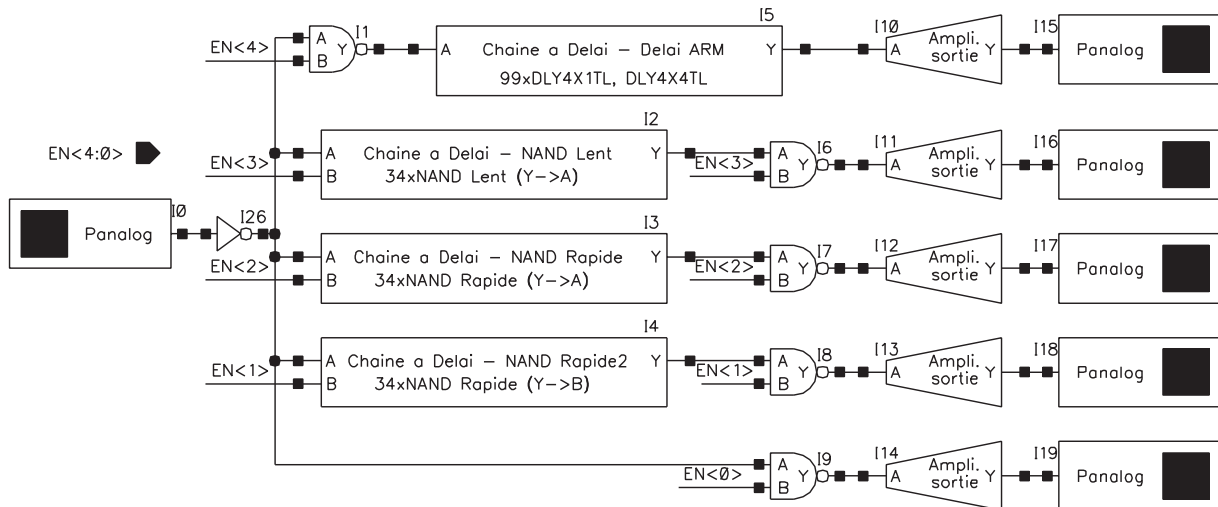 EN<4>
A
B
Y
I1
I5
A
Chaine a Delai – Delai ARM
99xDLY4X1TL, DLY4X4TL
Y
I10
A
Ampli.
sortie
Y
I15
Panalog
EN<4:0>
EN<3>
I2
A
B
Chaine a Delai – NAND Lent
34xNAND Lent (Y->A)
Y
EN<3>
A
B
Y
I6
I11
A
Ampli.
sortie
Y
I16
Panalog
I0
Panalog
I26
EN<2>
I3
A
B
Chaine a Delai – NAND Rapide
34xNAND Rapide (Y->A)
Y
EN<2>
A
B
Y
I7
I12
A
Ampli.
sortie
Y
I17
Panalog
EN<1>
I4
A
B
Chaine a Delai – NAND Rapide2
34xNAND Rapide (Y->B)
Y
EN<1>
A
B
Y
I8
I13
A
Ampli.
sortie
Y
I18
Panalog
EN<0>
A
B
Y
I9
I14
A
Ampli.
sortie
Y
I19
Panalog